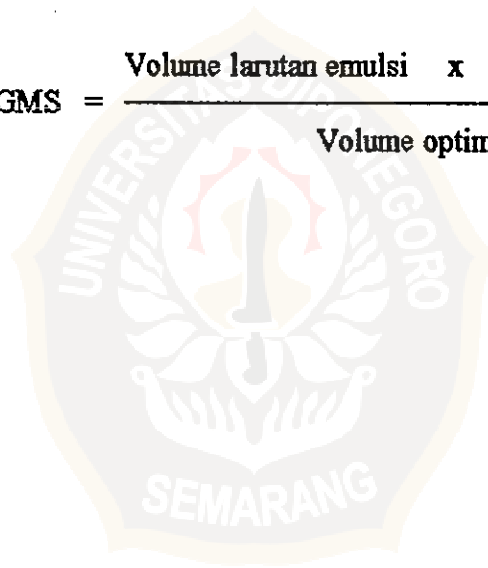 Volume larutan emulsi x
GMS =
Volume optim
UNIVERSITAS DIPONEGORO
SEMARANG